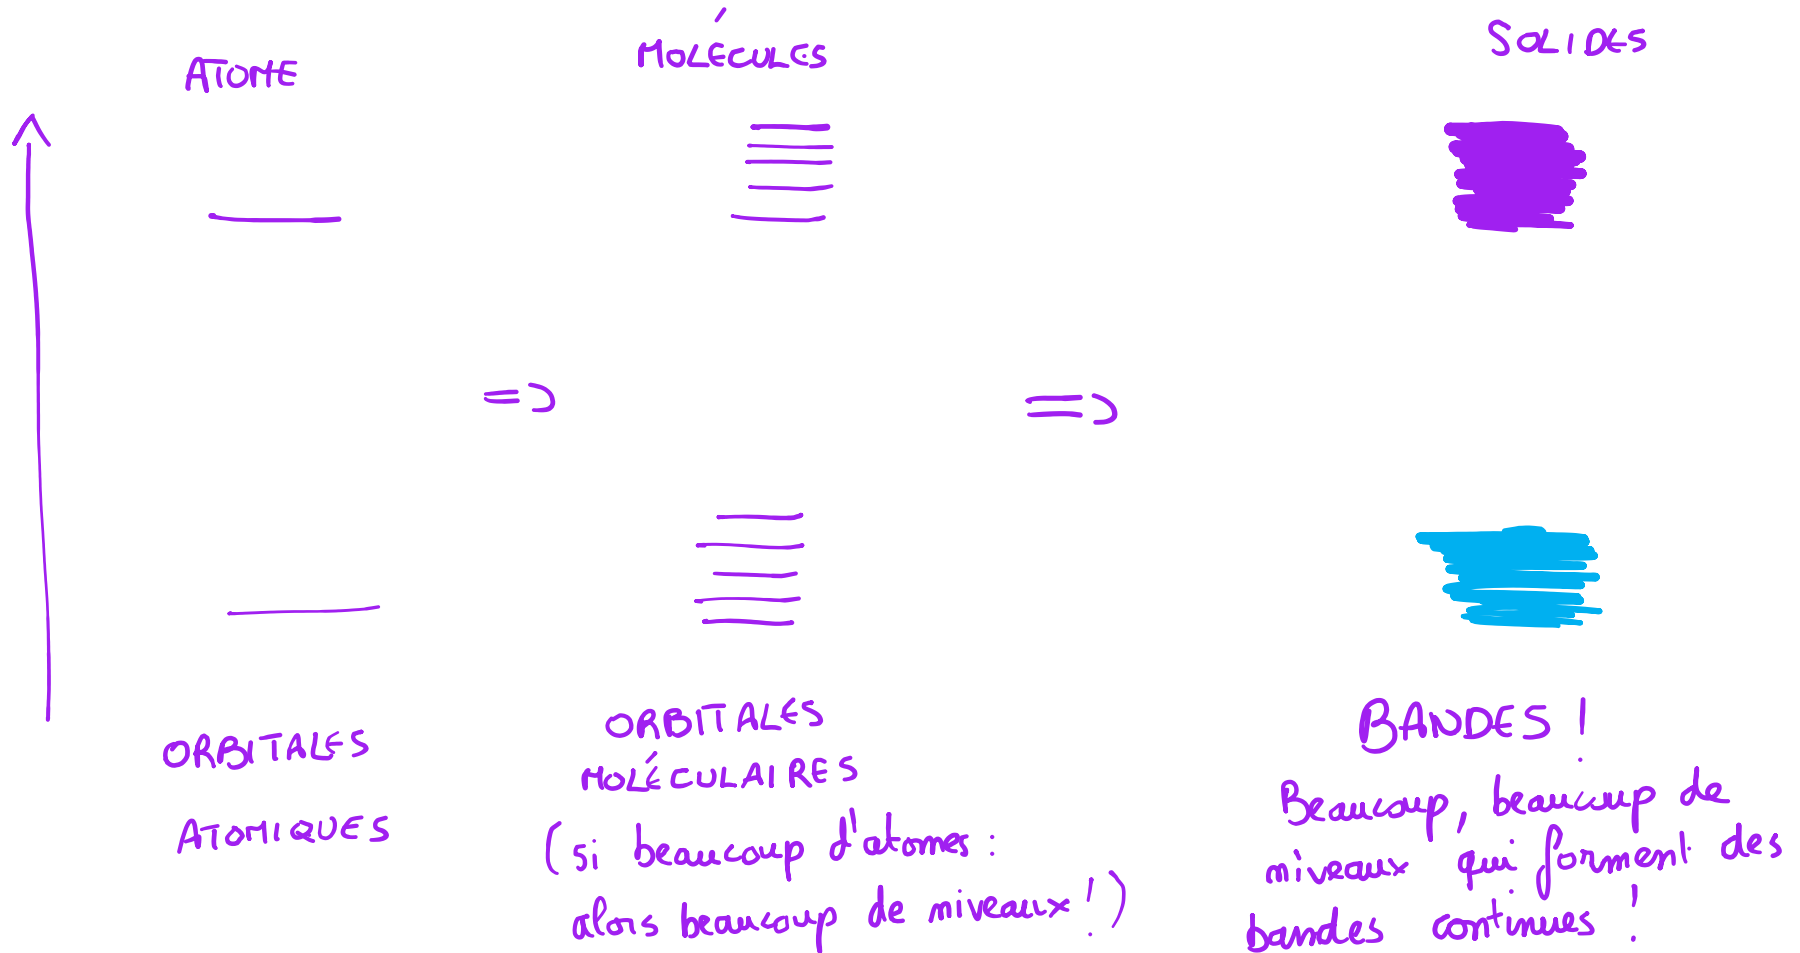 ATOME
MOLÉCULES
SOLIDES
=>
=>
ORBITALES
ATOMIQUES
ORBITALES
MOLÉCULAIRES
(si beaucoup d'atomes :
alors beaucoup de niveaux !)
BANDES !
Beaucoup, beaucoup de
niveaux qui forment des
bandes continues !